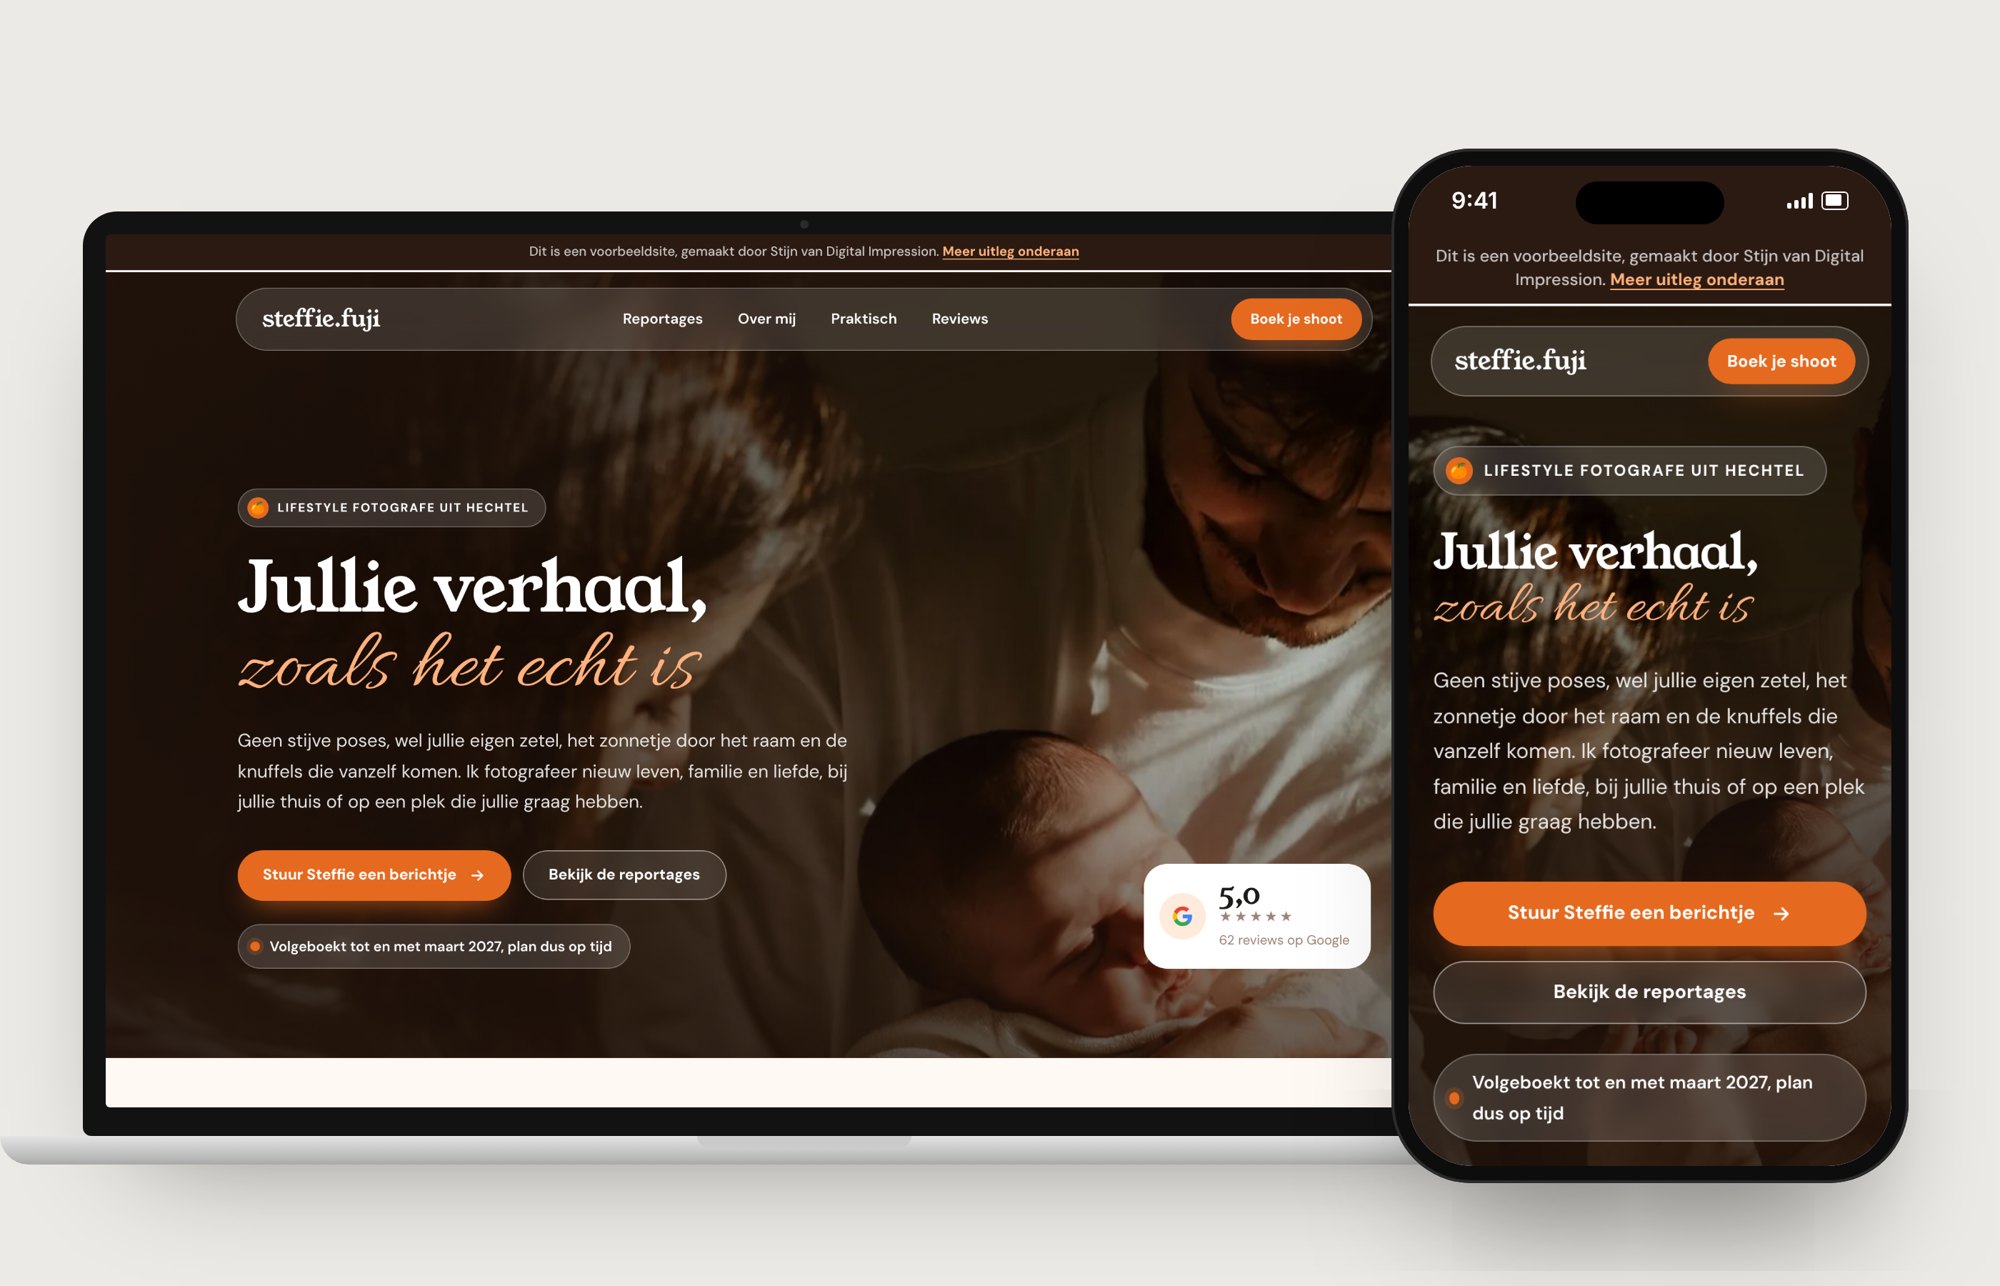 Dit is een voorbeeldsite, gemaakt door Stijn van Digital Impression. Meer uitleg onderaan
steffie.fuji
Reportages
Over mij
Praktisch
Reviews
Boek je shoot
LIFESTYLE FOTOGRAFE UIT HECHTEL
Jullie verhaal,
zoals het echt is
Geen stijve poses, wel jullie eigen zetel, het zonnetje door het raam en de
knuffels die vanzelf komen. Ik fotografeer nieuw leven, familie en liefde, bij
jullie thuis of op een plek die jullie graag hebben.
Stuur Steffie een berichtje →
Bekijk de reportages
Volgeboekt tot en met maart 2027, plan dus op tijd
G
5,0
★★★★★
62 reviews op Google
9:41
Dit is een voorbeeldsite, gemaakt door Stijn van Digital
Impression. Meer uitleg onderaan
steffie.fuji
Boek je shoot
LIFESTYLE FOTOGRAFE UIT HECHTEL
Jullie verhaal,
zoals het echt is
Geen stijve poses, wel jullie eigen zetel, het
zonnetje door het raam en de knuffels die
vanzelf komen. Ik fotografeer nieuw leven,
familie en liefde, bij jullie thuis of op een plek
die jullie graag hebben.
Stuur Steffie een berichtje →
Bekijk de reportages
Volgeboekt tot en met maart 2027, plan
dus op tijd